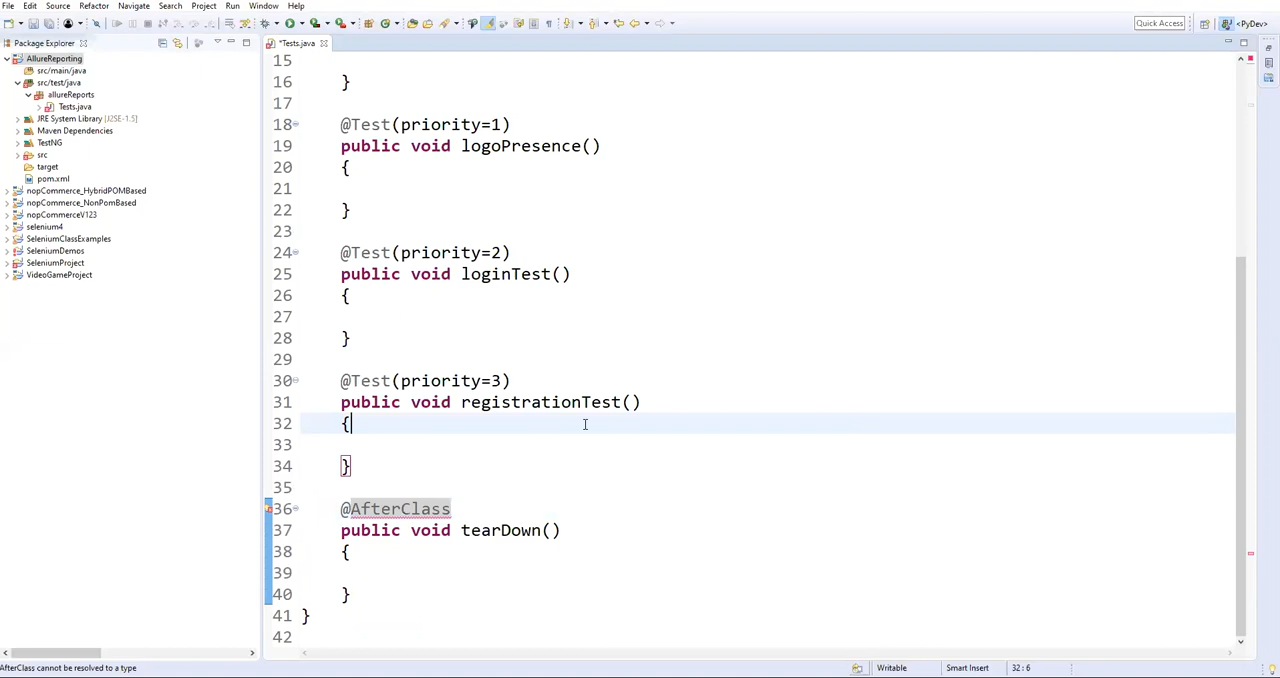 File Edit Source Refactor Navigate Search Project Run Window Help
Quick Access
<PyDev>
Package Explorer
*Tests.java
AllureReporting
src/main/java
src/test/java
allureReports
Tests.java
JRE System Library [J2SE-1.5]
Maven Dependencies
TestNG
src
target
pom.xml
nopCommerce_HybridPOMBased
nopCommerce_NonPomBased
nopCommerceV123
selenium4
SeleniumClassExamples
SeleniumDemos
SeleniumProject
VideoGameProject
15
16 }
17
18 @Test(priority=1)
19 public void logoPresence()
20 {
21
22 }
23
24 @Test(priority=2)
25 public void loginTest()
26 {
27
28 }
29
30 @Test(priority=3)
31 public void registrationTest()
32 {
33
34 }
35
36 @AfterClass
37 public void tearDown()
38 {
39
40 }
41 }
42
AfterClass cannot be resolved to a type
Writable
Smart Insert
32 : 6